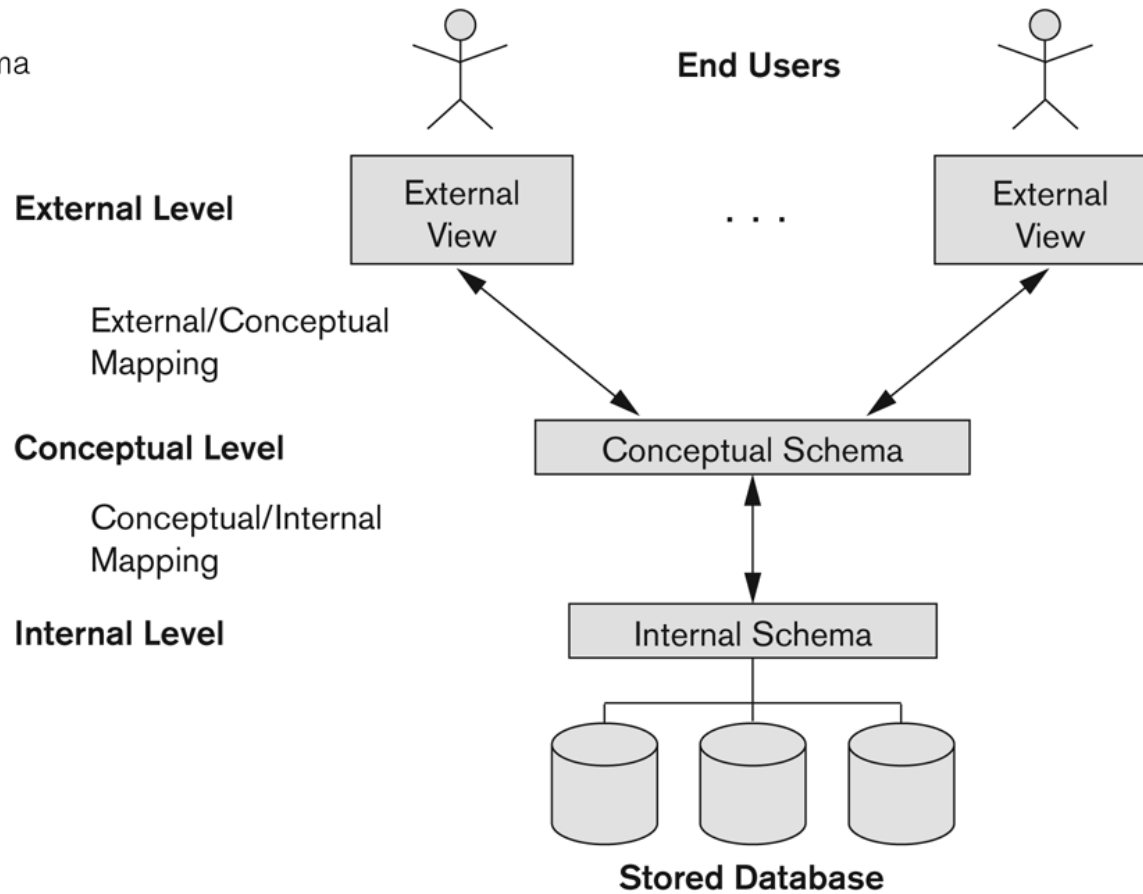 ma
End Users
External Level
External
View
. . .
External
View
External/Conceptual
Mapping
Conceptual Level
Conceptual Schema
Conceptual/Internal
Mapping
Internal Level
Internal Schema
Stored Database